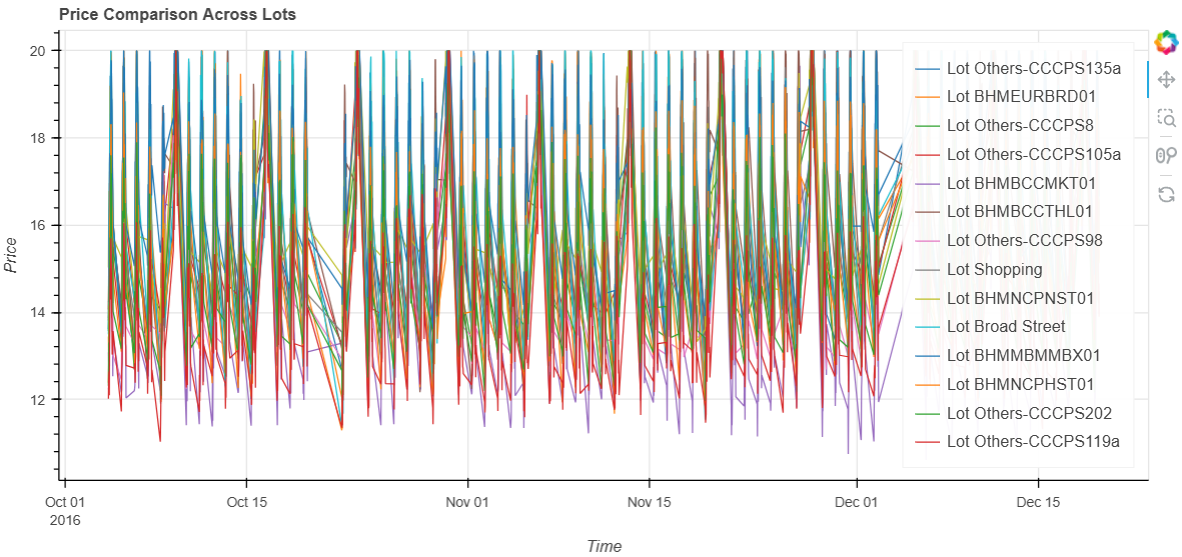 Price Comparison Across Lots
20
18
16
14
12
Price
Oct 01
2016
Oct 15
Nov 01
Nov 15
Dec 01
Dec 15
Time
Lot Others-CCCPS135a
Lot BHMEURBRD01
Lot Others-CCCPS8
Lot Others-CCCPS105a
Lot BHMBCCMKT01
Lot BHMBCCTHL01
Lot Others-CCCPS98
Lot Shopping
Lot BHMNCPNST01
Lot Broad Street
Lot BHMMBMMBX01
Lot BHMNCPHST01
Lot Others-CCCPS202
Lot Others-CCCPS119a